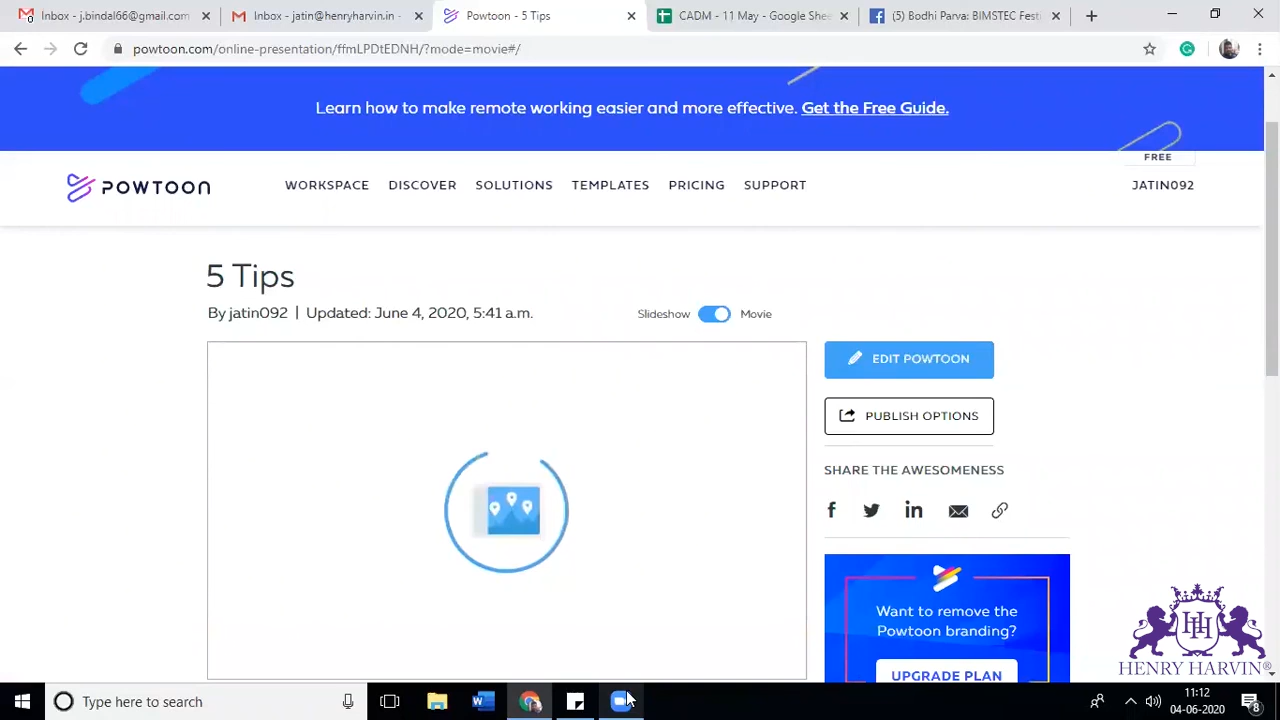 Inbox - j.bindal66@gmail.com
Inbox - jatin@henryharvin.in -
Powtoon - 5 Tips
CADM - 11 May - Google Shee
(5) Bodhi Parva: BIMSTEC Festi
powtoon.com/online-presentation/ffmLPDtEDNH/?mode=movie#/
Learn how to make remote working easier and more effective. Get the Free Guide.
FREE
POWTOON
WORKSPACE DISCOVER SOLUTIONS TEMPLATES PRICING SUPPORT
JATIN092
5 Tips
By jatin092 | Updated: June 4, 2020, 5:41 a.m.
Slideshow Movie
EDIT POWTOON
PUBLISH OPTIONS
SHARE THE AWESOMENESS
Want to remove the
Powtoon branding?
UPGRADE PLAN
HH
HENRY HARVIN®
Type here to search
11:12
04-06-2020
8